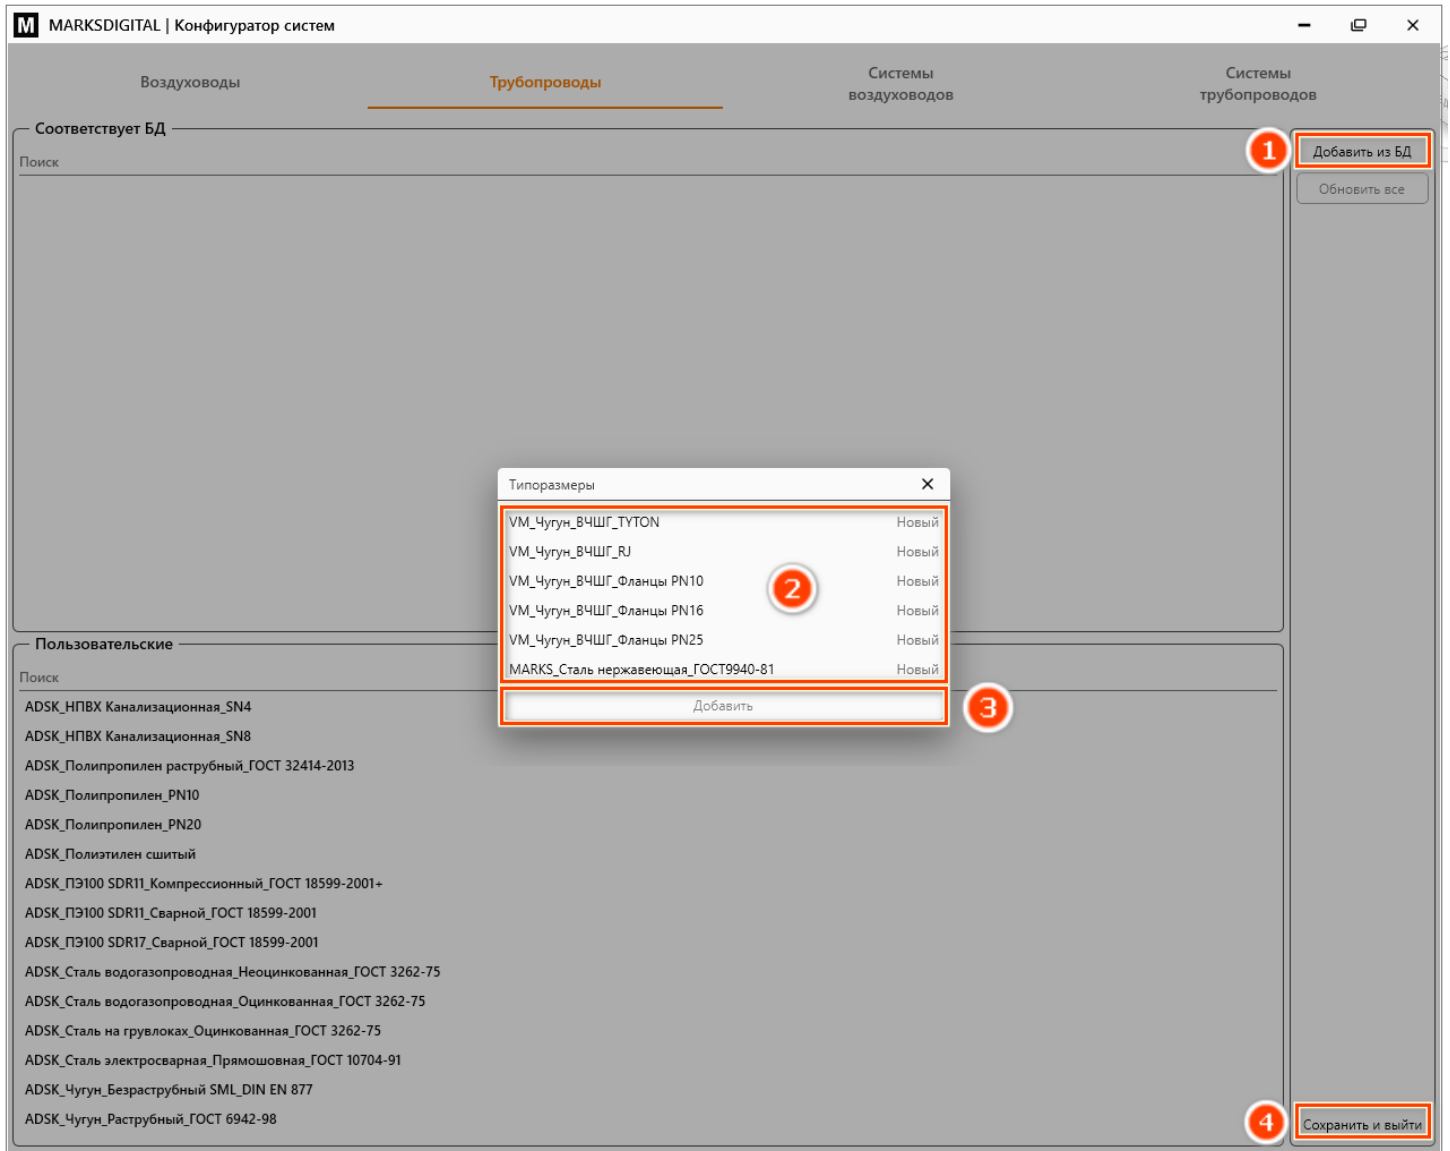 M MARKSDIGITAL | Конфигуратор систем
Воздуховоды
Трубопроводы
Системы
воздуховодов
Системы
трубопроводов
Соответствует БД
Поиск
1
Добавить из БД
Обновить все
Типоразмеры
VM_Чугун_ВЧШГ_TYTON Новый
VM_Чугун_ВЧШГ_RJ Новый
VM_Чугун_ВЧШГ_Фланцы PN10 Новый
2
VM_Чугун_ВЧШГ_Фланцы PN16 Новый
VM_Чугун_ВЧШГ_Фланцы PN25 Новый
MARKS_Сталь нержавеющая_ГОСТ9940-81 Новый
Добавить
3
Пользовательские
Поиск
ADSK_НПВХ Канализационная_SN4
ADSK_НПВХ Канализационная_SN8
ADSK_Полипропилен раструбный_ГОСТ 32414-2013
ADSK_Полипропилен_PN10
ADSK_Полипропилен_PN20
ADSK_Полиэтилен сшитый
ADSK_ПЭ100 SDR11_Компрессионный_ГОСТ 18599-2001+
ADSK_ПЭ100 SDR11_Сварной_ГОСТ 18599-2001
ADSK_ПЭ100 SDR17_Сварной_ГОСТ 18599-2001
ADSK_Сталь водогазопроводная_Неоцинкованная_ГОСТ 3262-75
ADSK_Сталь водогазопроводная_Оцинкованная_ГОСТ 3262-75
ADSK_Сталь на грувлоках_Оцинкованная_ГОСТ 3262-75
ADSK_Сталь электросварная_Прямошовная_ГОСТ 10704-91
ADSK_Чугун_Безраструбный SML_DIN EN 877
ADSK_Чугун_Раструбный_ГОСТ 6942-98
4
Сохранить и выйти